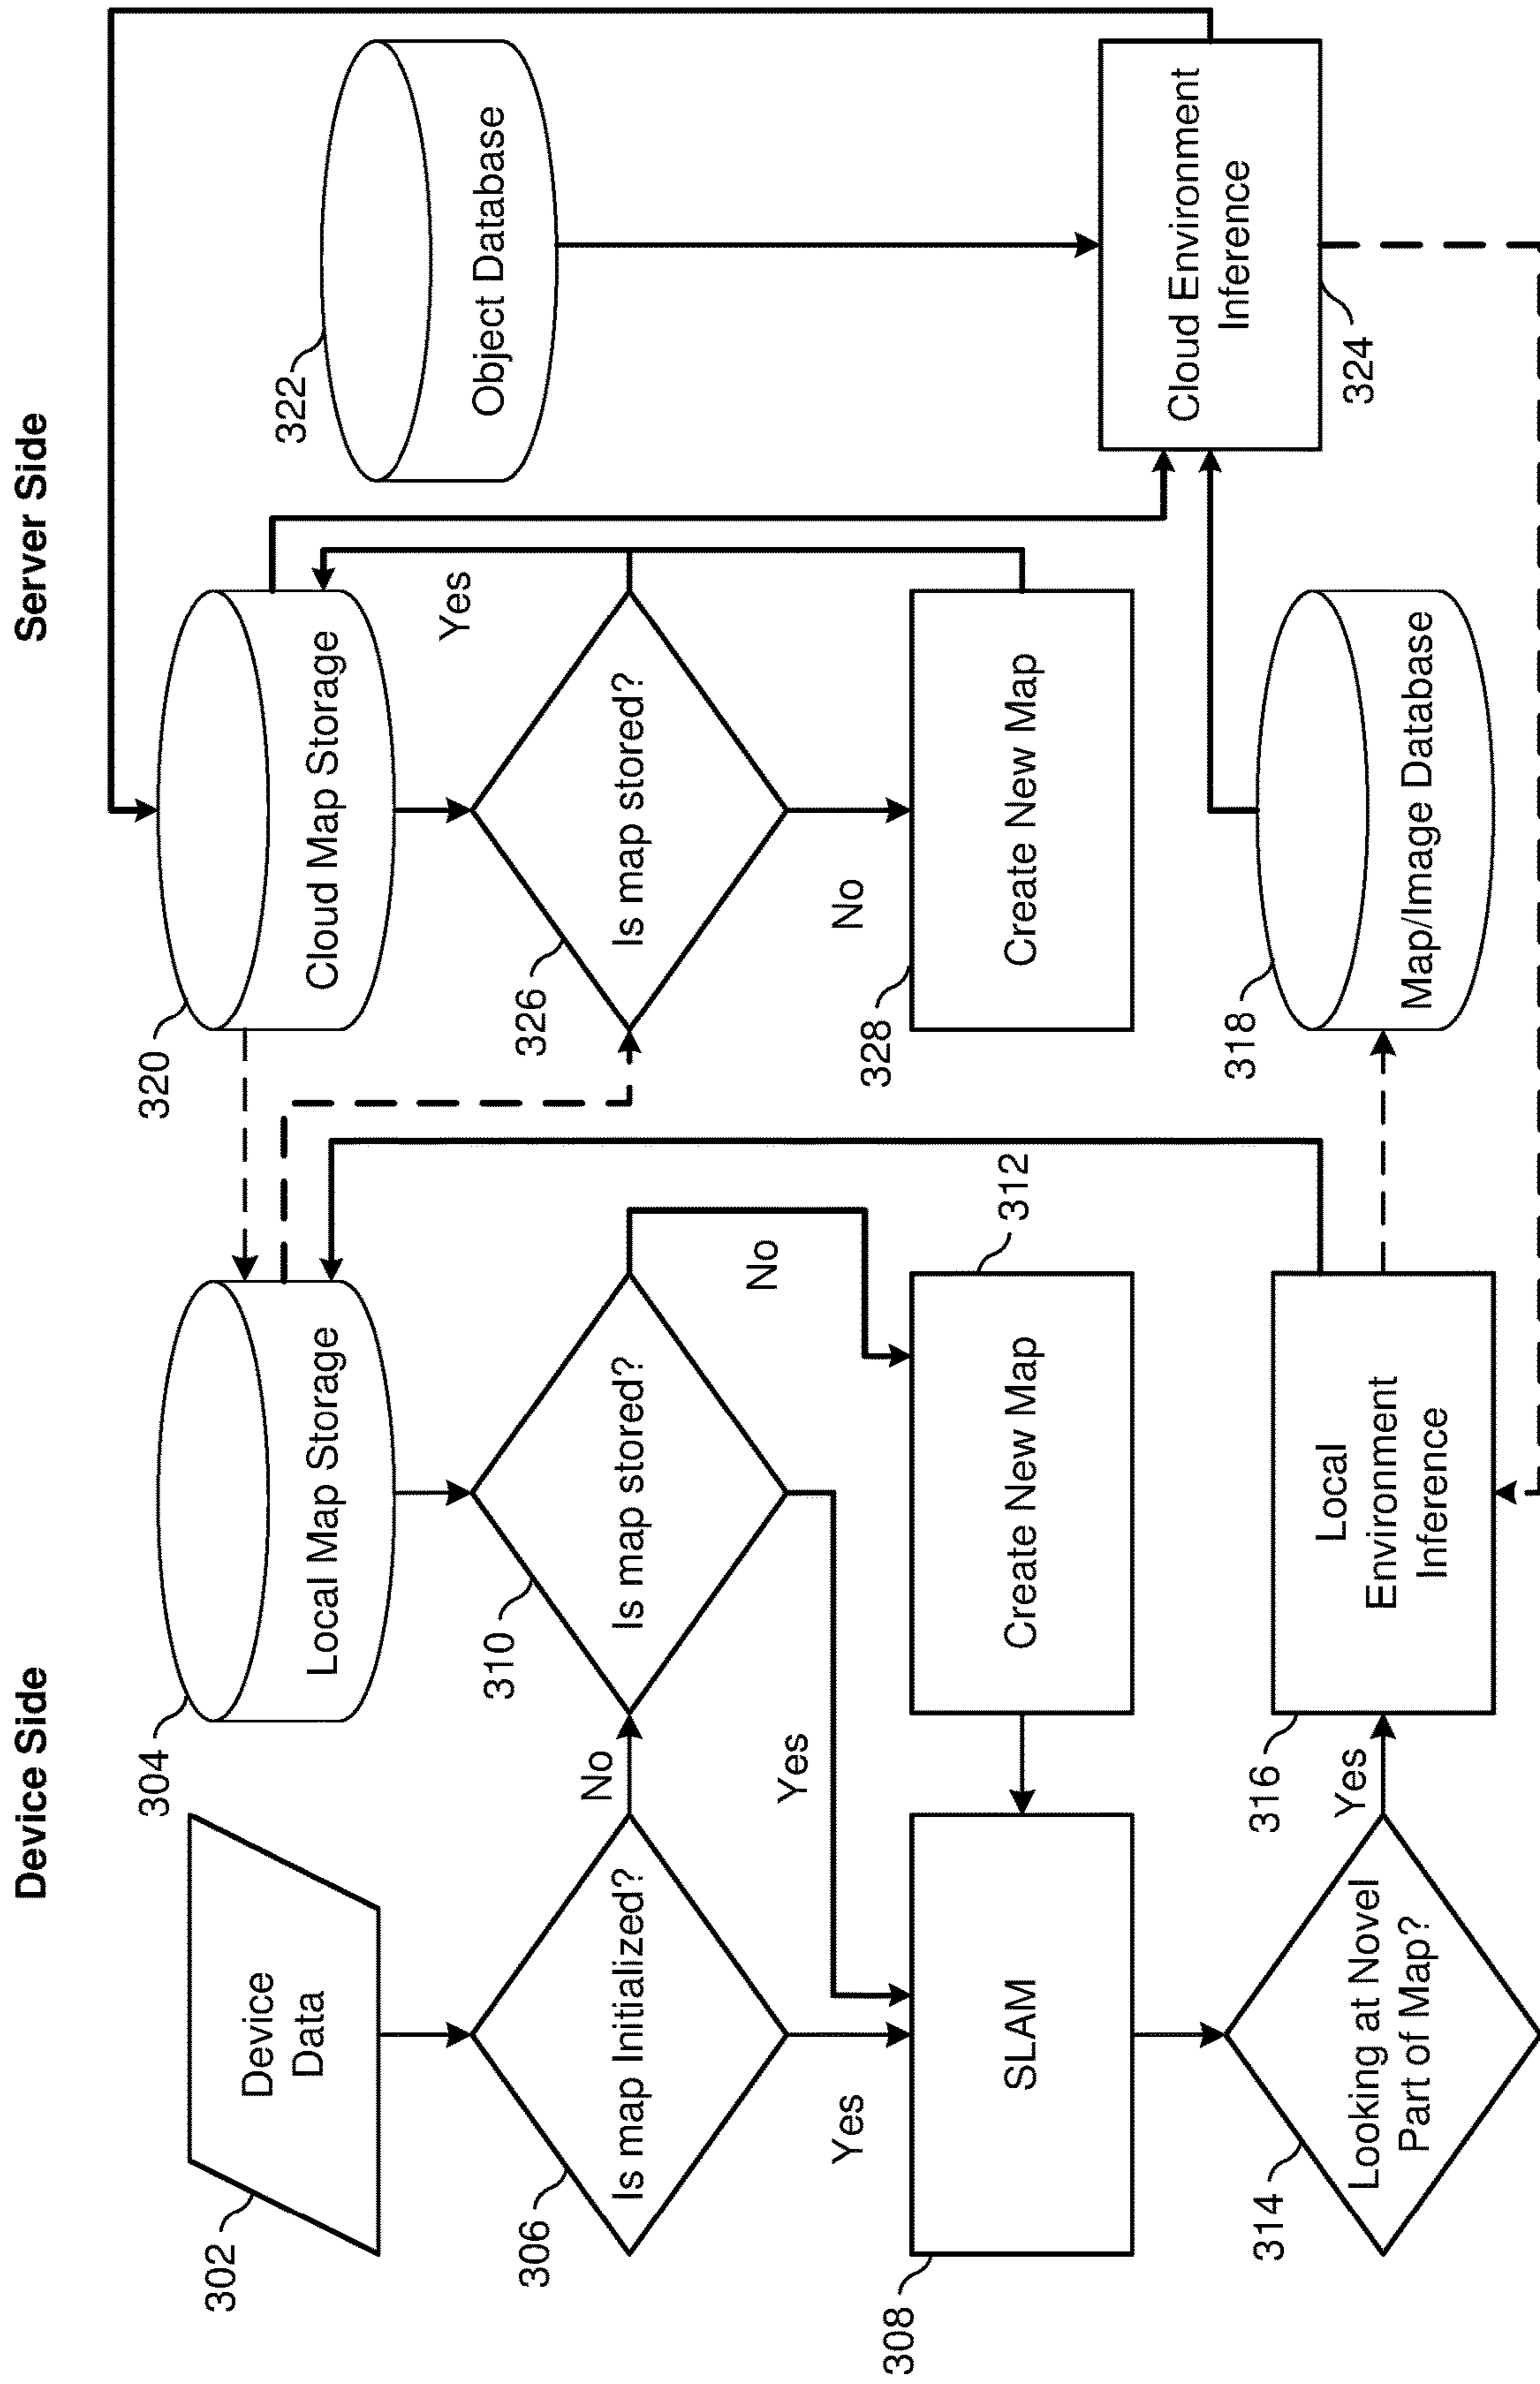 Device Side
Server Side
302
Device
Data
304
Local Map Storage
320
Cloud Map Storage
322
Object Database
306
Is map Initialized?
No
Yes
310
Is map stored?
No
Yes
326
Is map stored?
Yes
No
308
SLAM
312
Create New Map
328
Create New Map
324
Cloud Environment
Inference
314
Looking at Novel
Part of Map?
Yes
316
Local
Environment
Inference
318
Map/Image Database